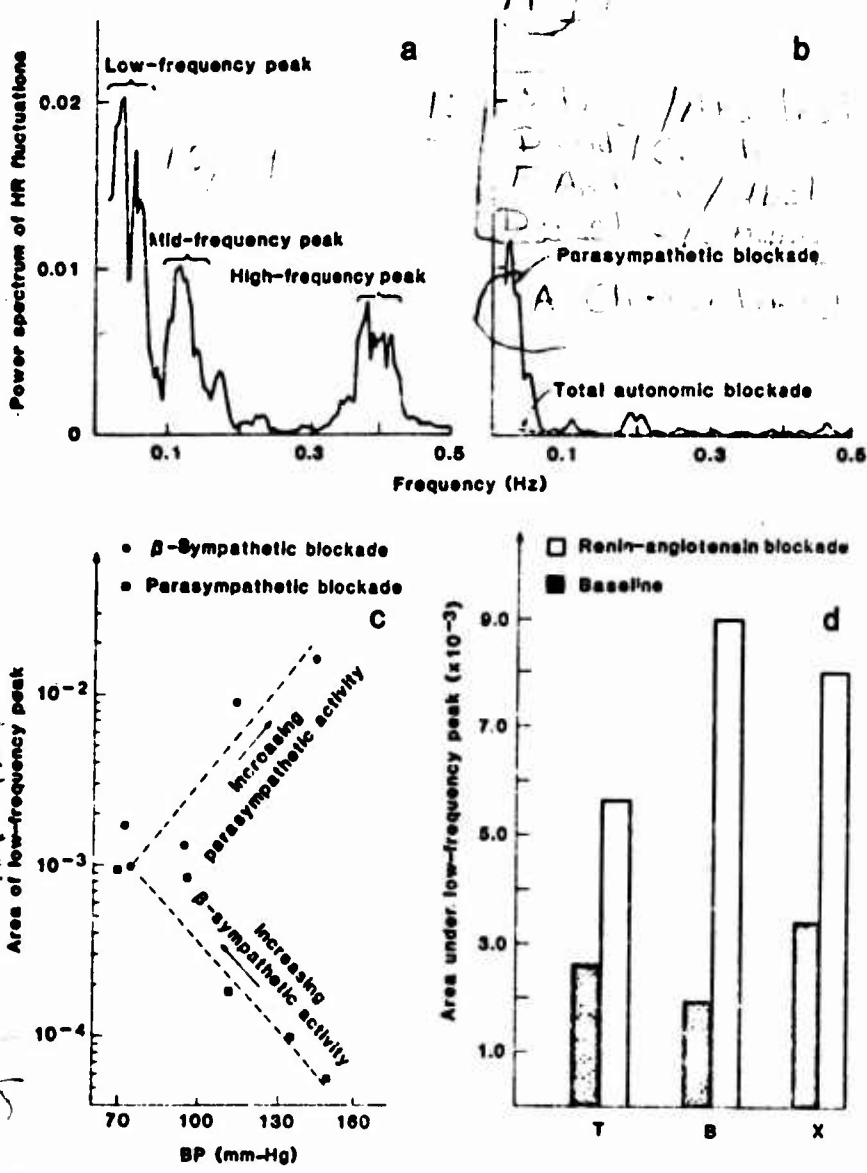 a
Low-frequency peak
Mid-frequency peak
High-frequency peak
Power spectrum of HR fluctuations
0.02
0.01
0
0.1
0.3
0.5
b
Parasympathetic blockade
A
Total autonomic blockade
0.1
0.3
0.5
Frequency (Hz)
β-Sympathetic blockade
Parasympathetic blockade
c
Area of low-frequency peak
10-2
10-3
10-4
Increasing
parasympathetic activity
Increasing
β-sympathetic activity
70
100
130
160
BP (mm-Hg)
Renin-angiotensin blockade
Baseline
d
Area under low-frequency peak (x10-3)
9.0
7.0
5.0
3.0
1.0
T
B
X